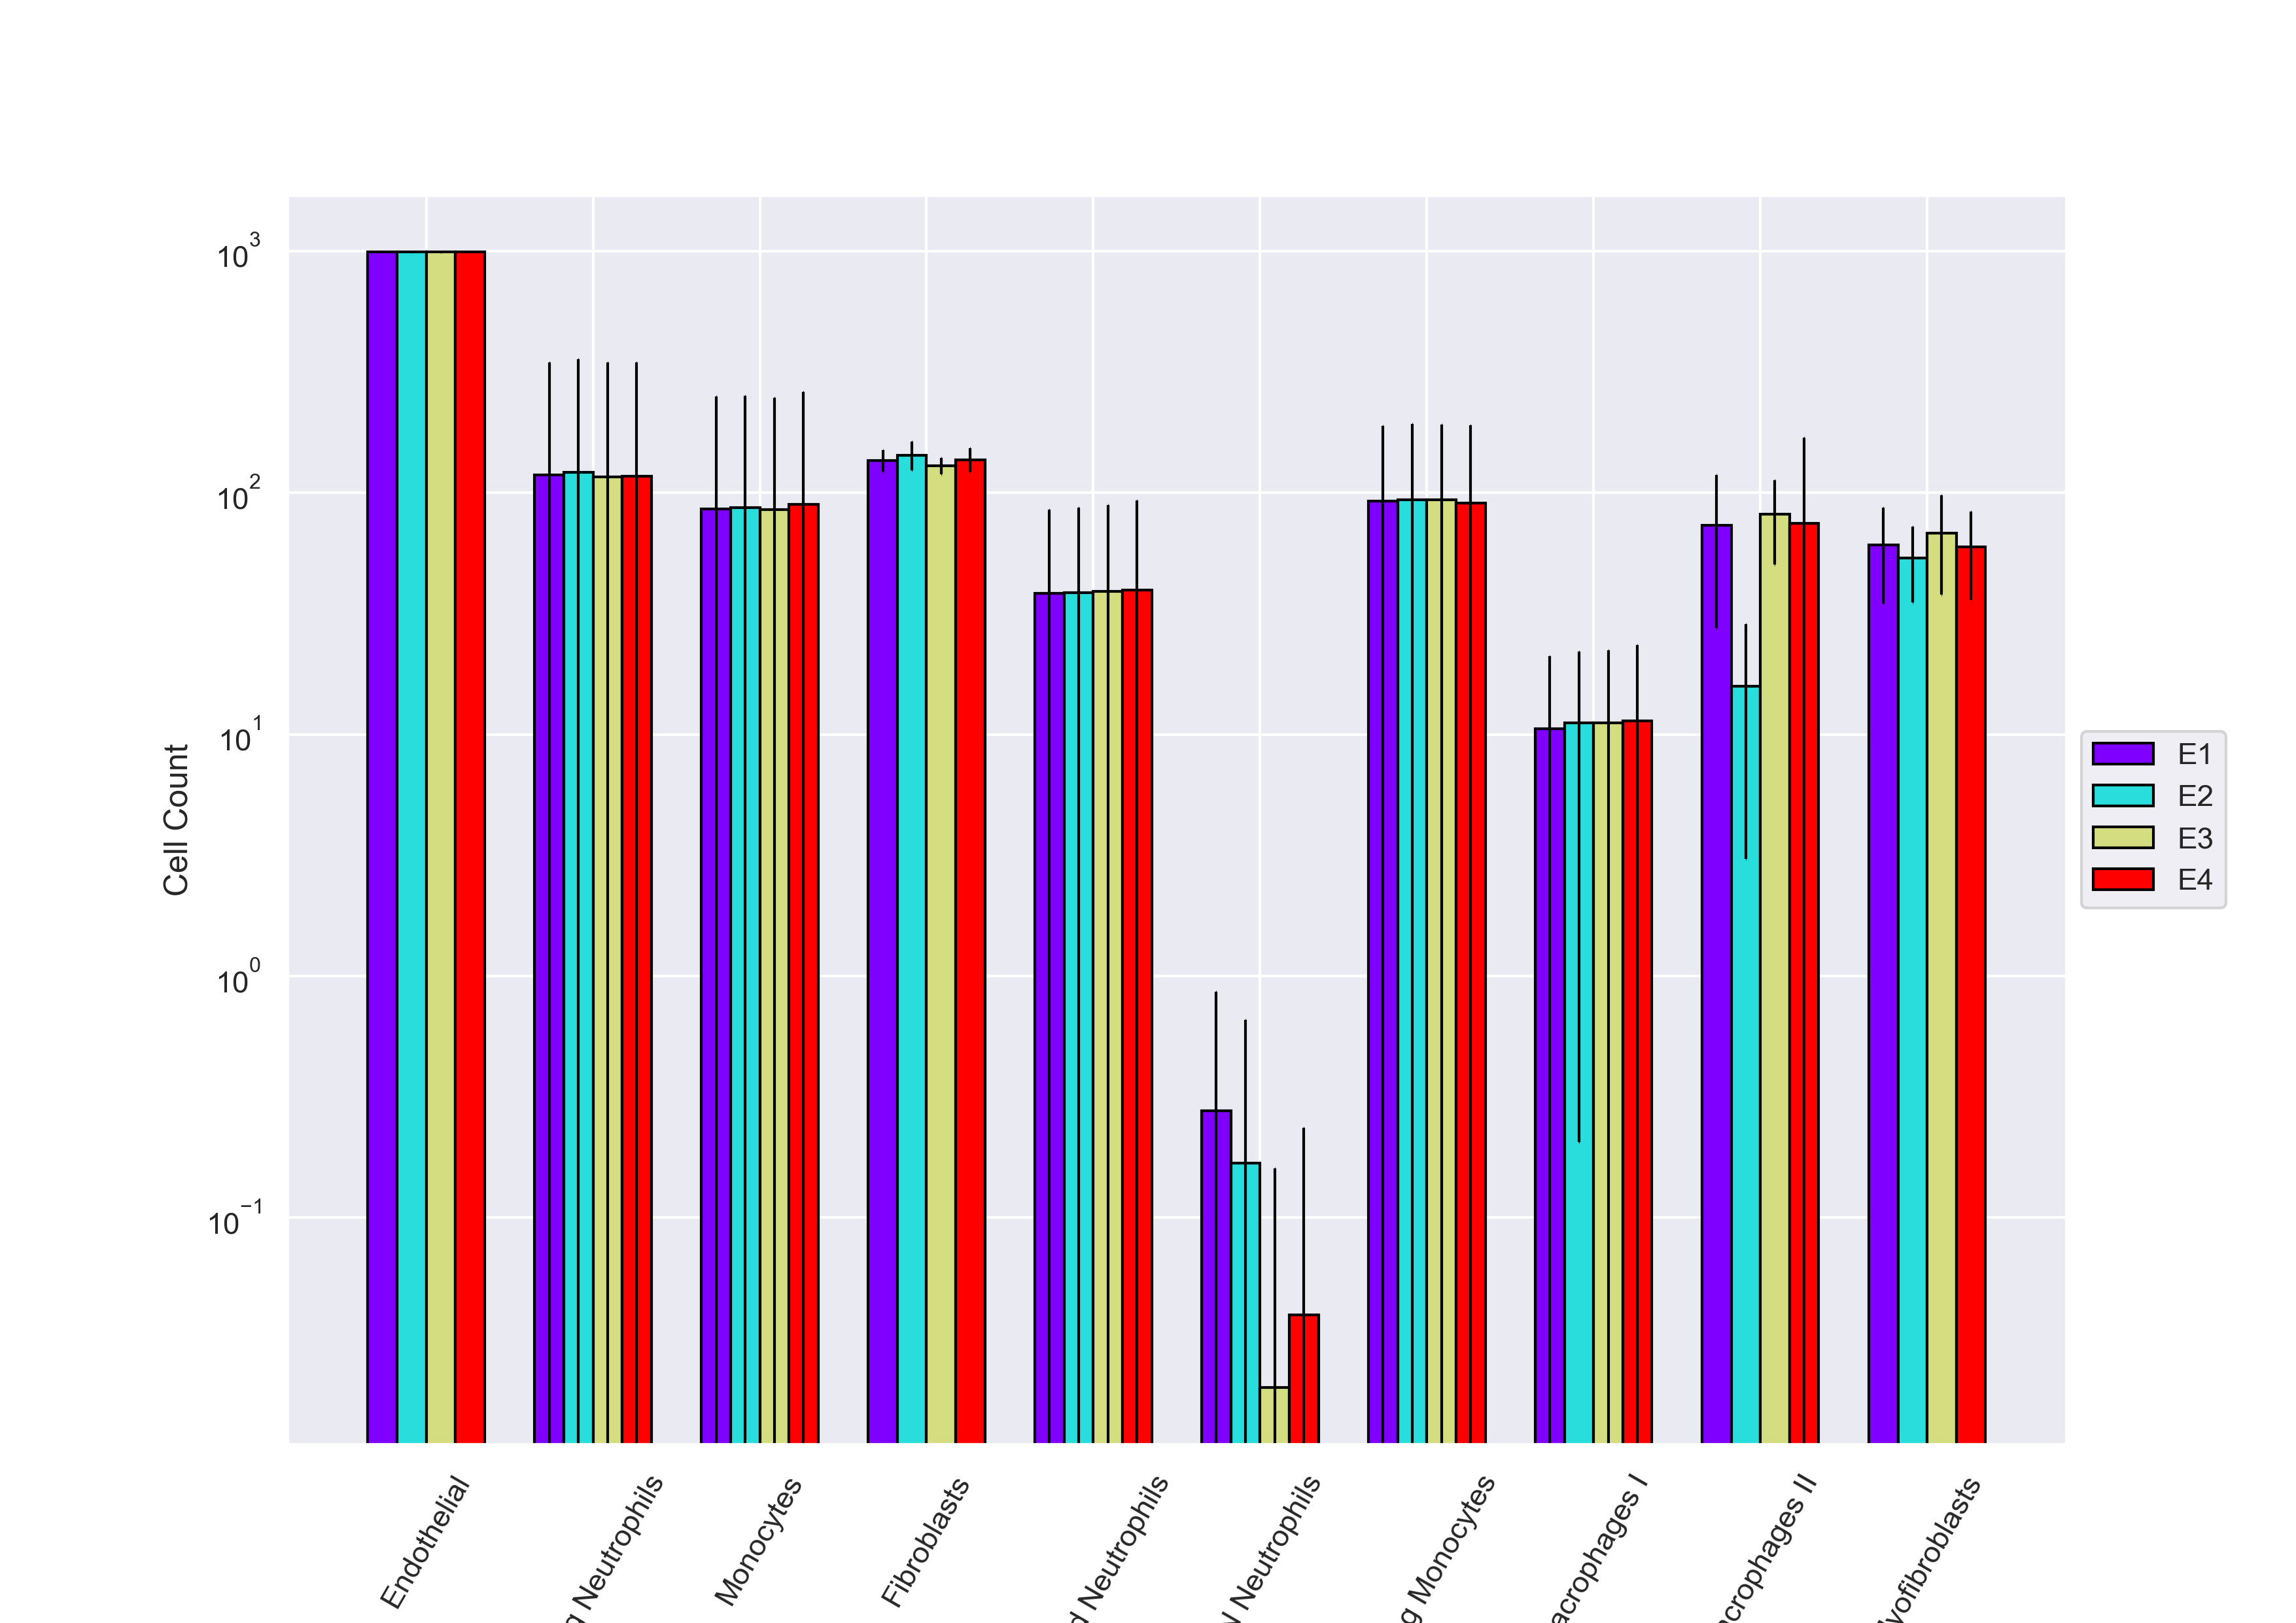 10³
10²
10¹
10⁰
10⁻¹
Cell Count
E1
E2
E3
E4
Endothelial
Neutrophils
Monocytes
Fibroblasts
Neutrophils
Neutrophils
Monocytes
acrophages I
crophages II
yofibroblasts